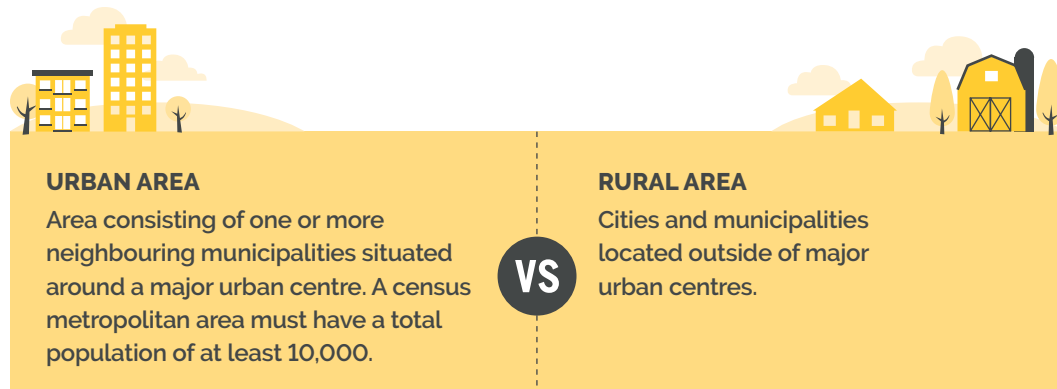 URBAN AREA
Area consisting of one or more
neighbouring municipalities situated
around a major urban centre. A census
metropolitan area must have a total
population of at least 10,000.
VS
RURAL AREA
Cities and municipalities
located outside of major
urban centres.